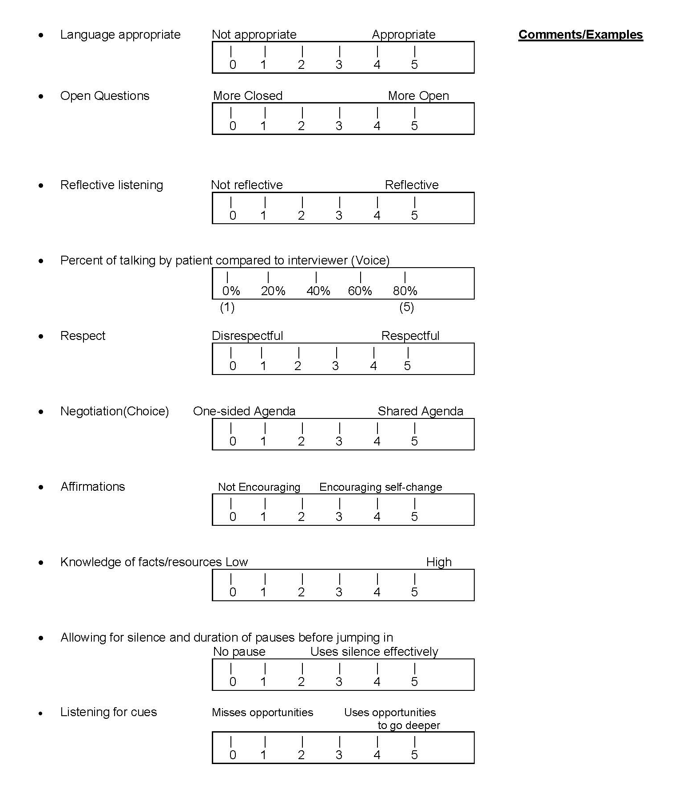 • Language appropriate Not appropriate Appropriate Comments/Examples
| | | | | |
0 1 2 3 4 5
• Open Questions More Closed More Open
| | | | | |
0 1 2 3 4 5
• Reflective listening Not reflective Reflective
| | | | | |
0 1 2 3 4 5
• Percent of talking by patient compared to interviewer (Voice)
| | | | |
0% 20% 40% 60% 80%
(1) (5)
• Respect Disrespectful Respectful
| | | | | |
0 1 2 3 4 5
• Negotiation(Choice) One-sided Agenda Shared Agenda
| | | | | |
0 1 2 3 4 5
• Affirmations Not Encouraging Encouraging self-change
| | | | | |
0 1 2 3 4 5
• Knowledge of facts/resources Low High
| | | | | |
0 1 2 3 4 5
• Allowing for silence and duration of pauses before jumping in
No pause Uses silence effectively
| | | | | |
0 1 2 3 4 5
• Listening for cues Misses opportunities Uses opportunities
to go deeper
| | | | | |
0 1 2 3 4 5